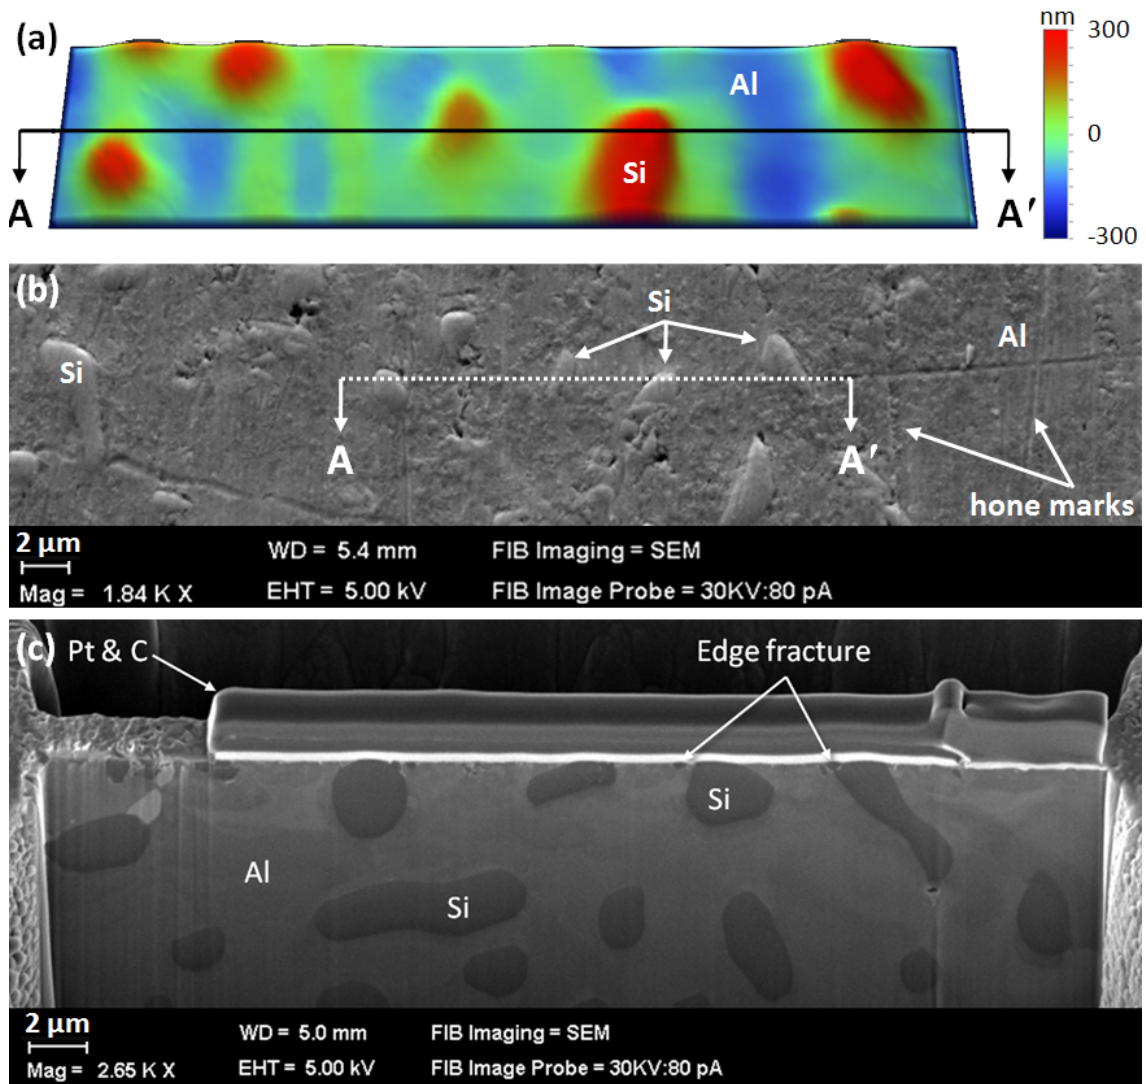 (a)
nm
300
0
-300
Al
Si
A
A′
(b)
Si
Si
Al
A
A′
hone marks
2 µm
Mag = 1.84 K X
WD = 5.4 mm
EHT = 5.00 kV
FIB Imaging = SEM
FIB Image Probe = 30KV:80 pA
(c)
Pt & C
Edge fracture
Si
Al
Si
2 µm
Mag = 2.65 K X
WD = 5.0 mm
EHT = 5.00 kV
FIB Imaging = SEM
FIB Image Probe = 30KV:80 pA